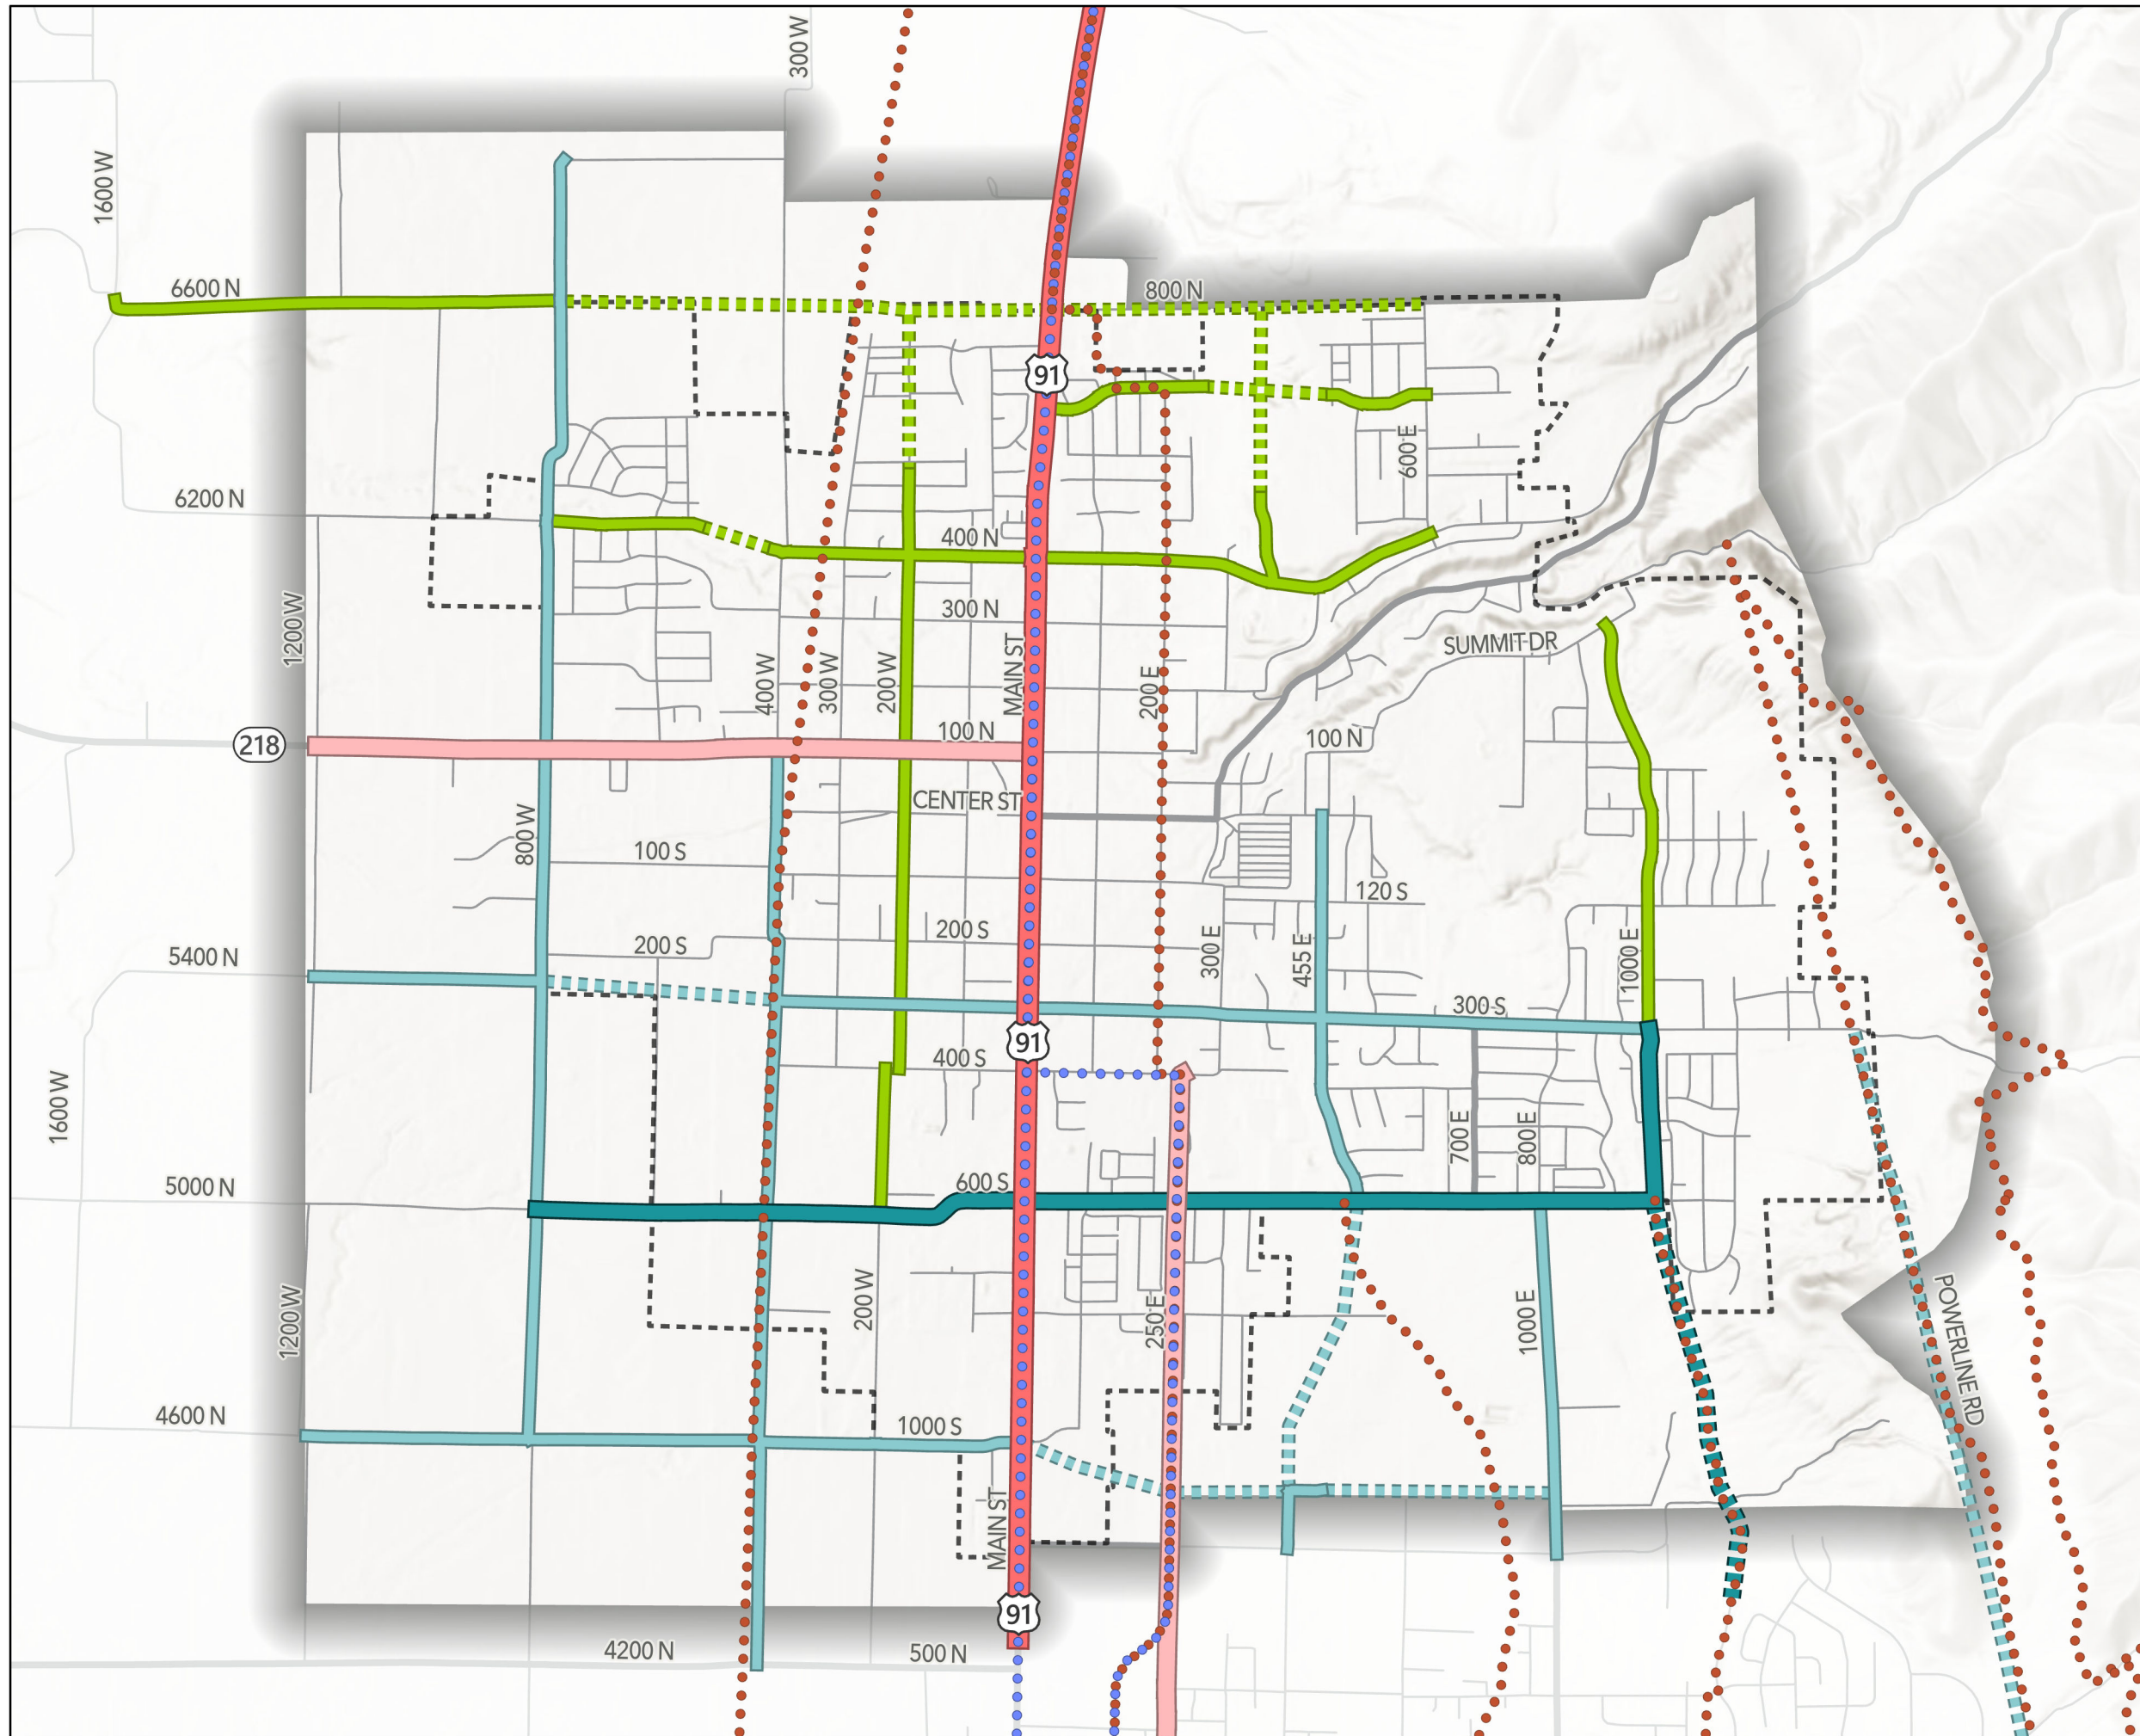 300 W
1600 W
6600 N
800 N
91
600 E
6200 N
400 N
300 N
1200 W
SUMMIT DR
400 W
300 W
200 W
MAIN ST
200 E
218
100 N
100 N
CENTER ST
800 W
100 S
120 S
200 S
200 S
300 E
455 E
1000 E
5400 N
300 S
91
400 S
1600 W
700 E
800 E
5000 N
600 S
200 W
1200 W
250 E
1000 E
POWERLINE RD
4600 N
1000 S
MAIN ST
91
4200 N
500 N